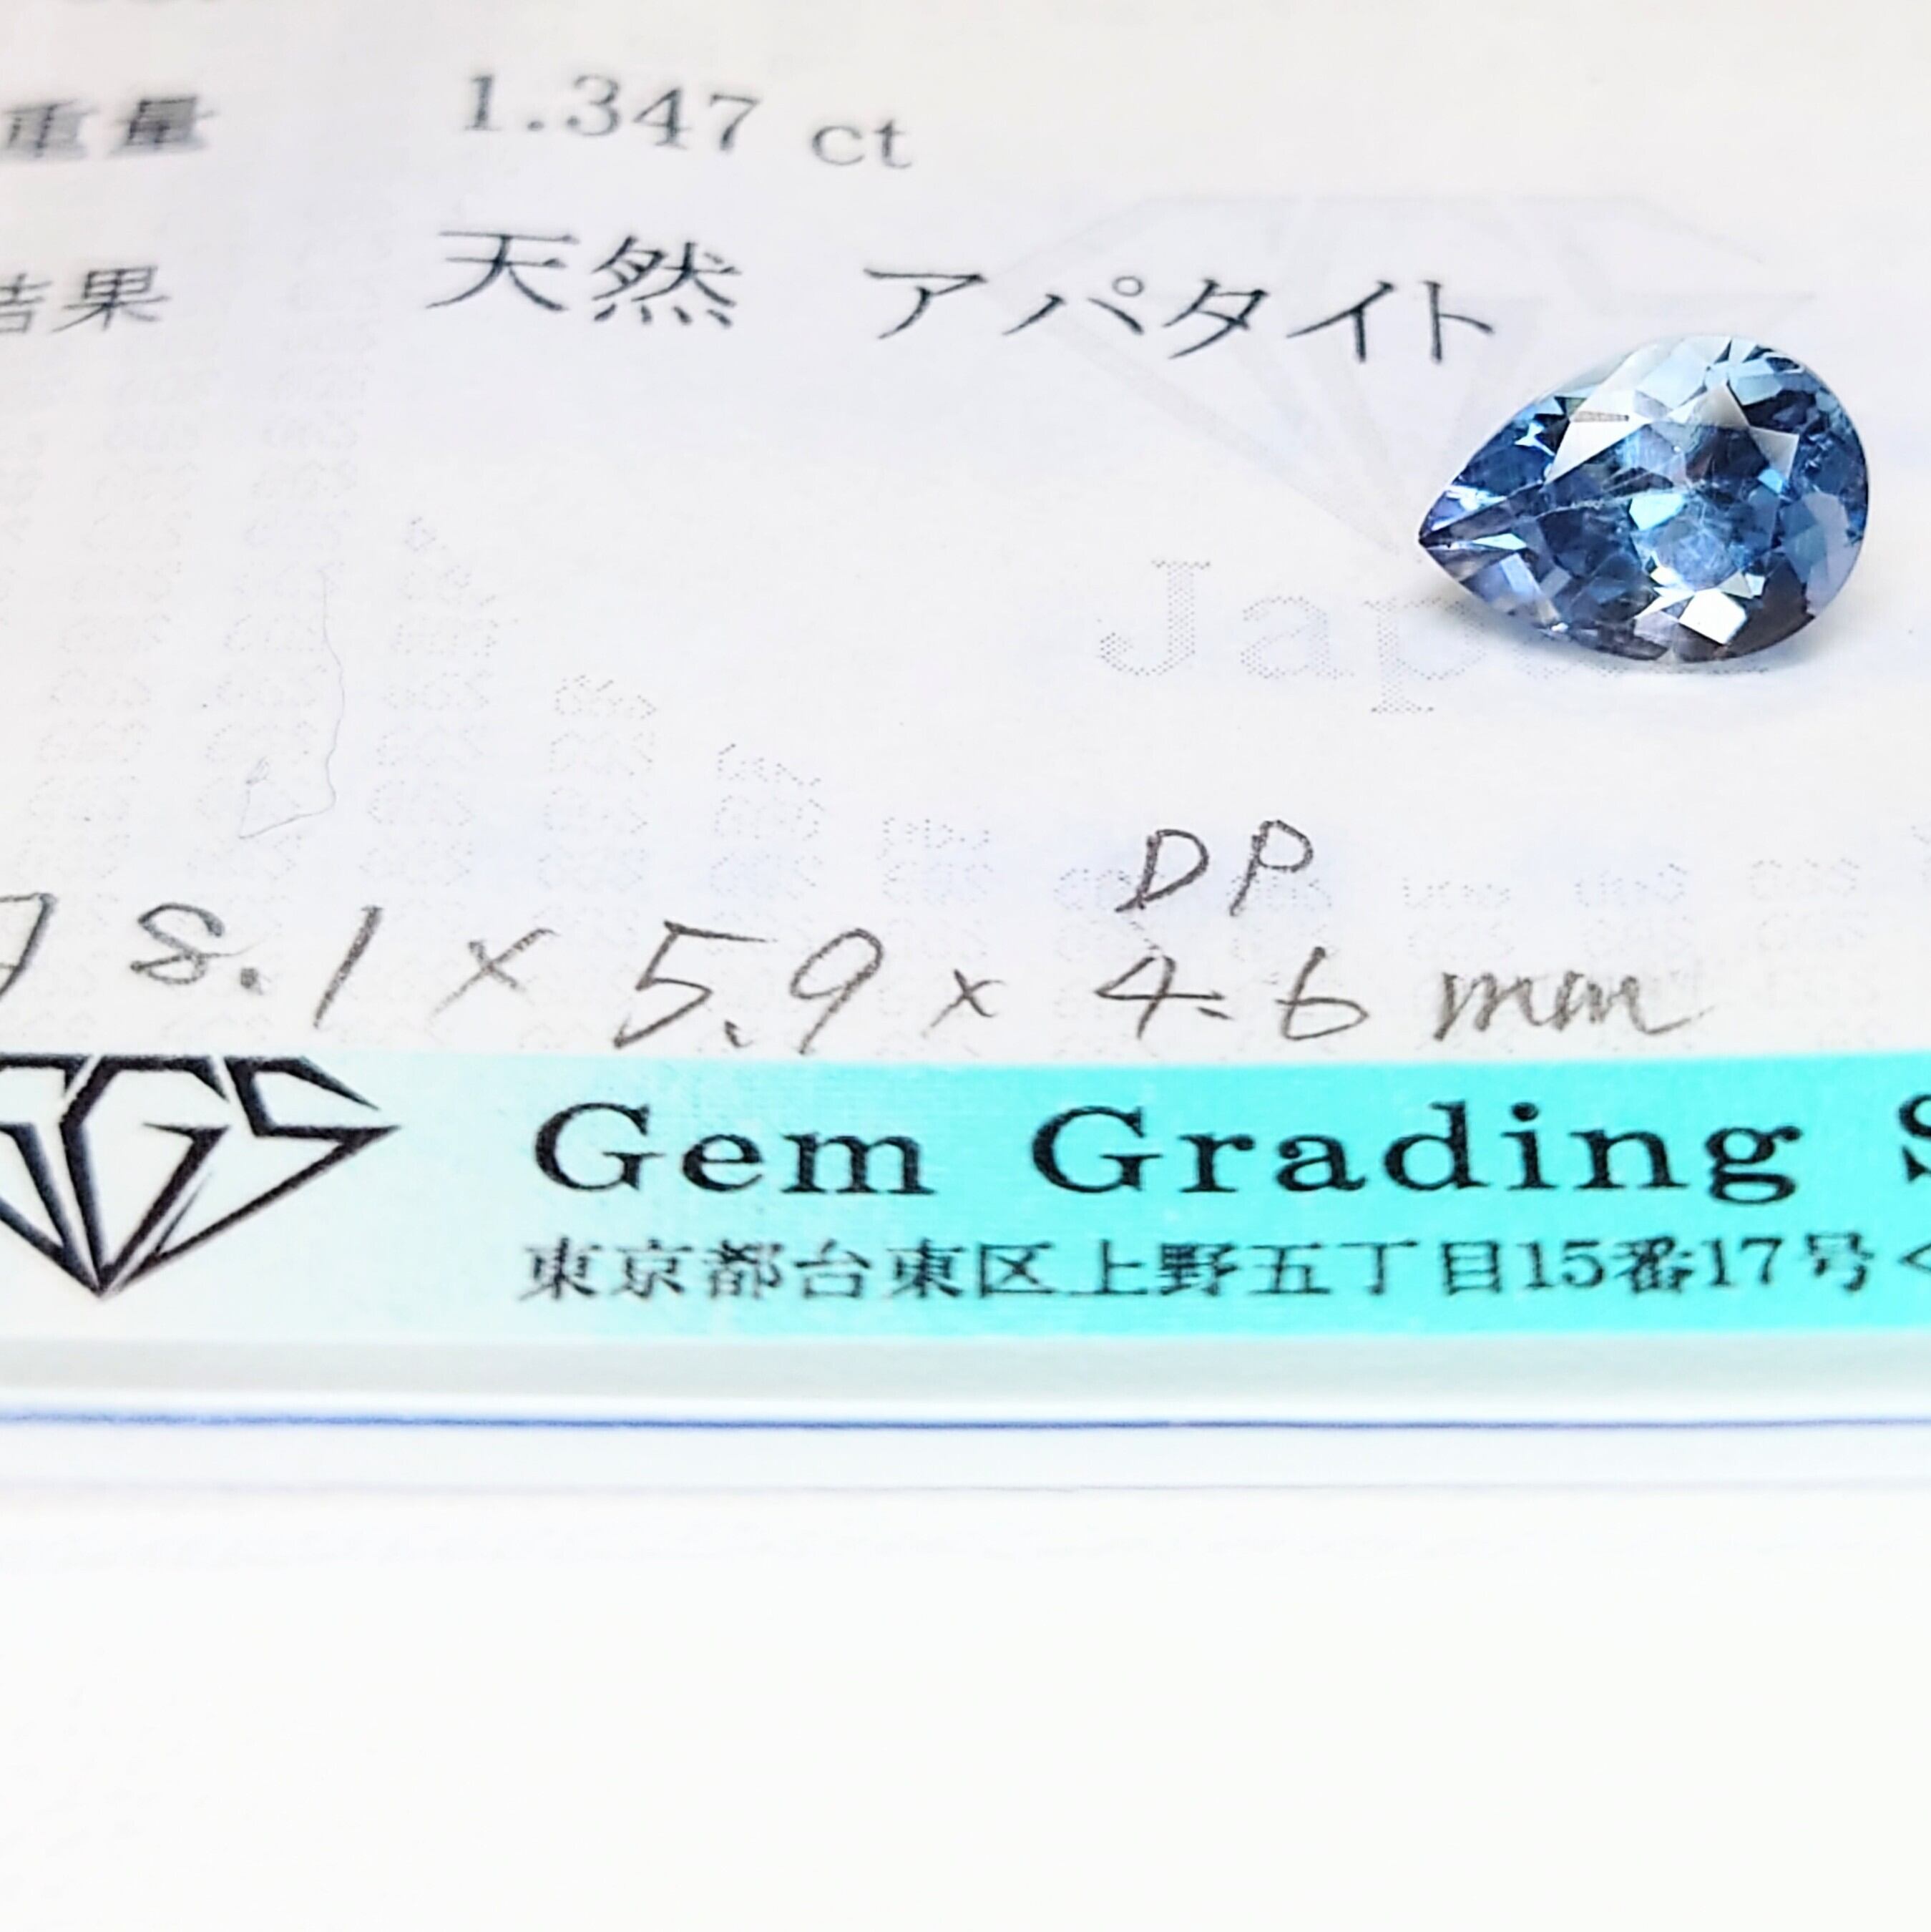 重量 1.347 ct
結果 天然 アパタイト
Jap
DP
8.1 × 5.9 × 4.6 mm
GS
Gem Grading
東京都台東区上野五丁目15番17号